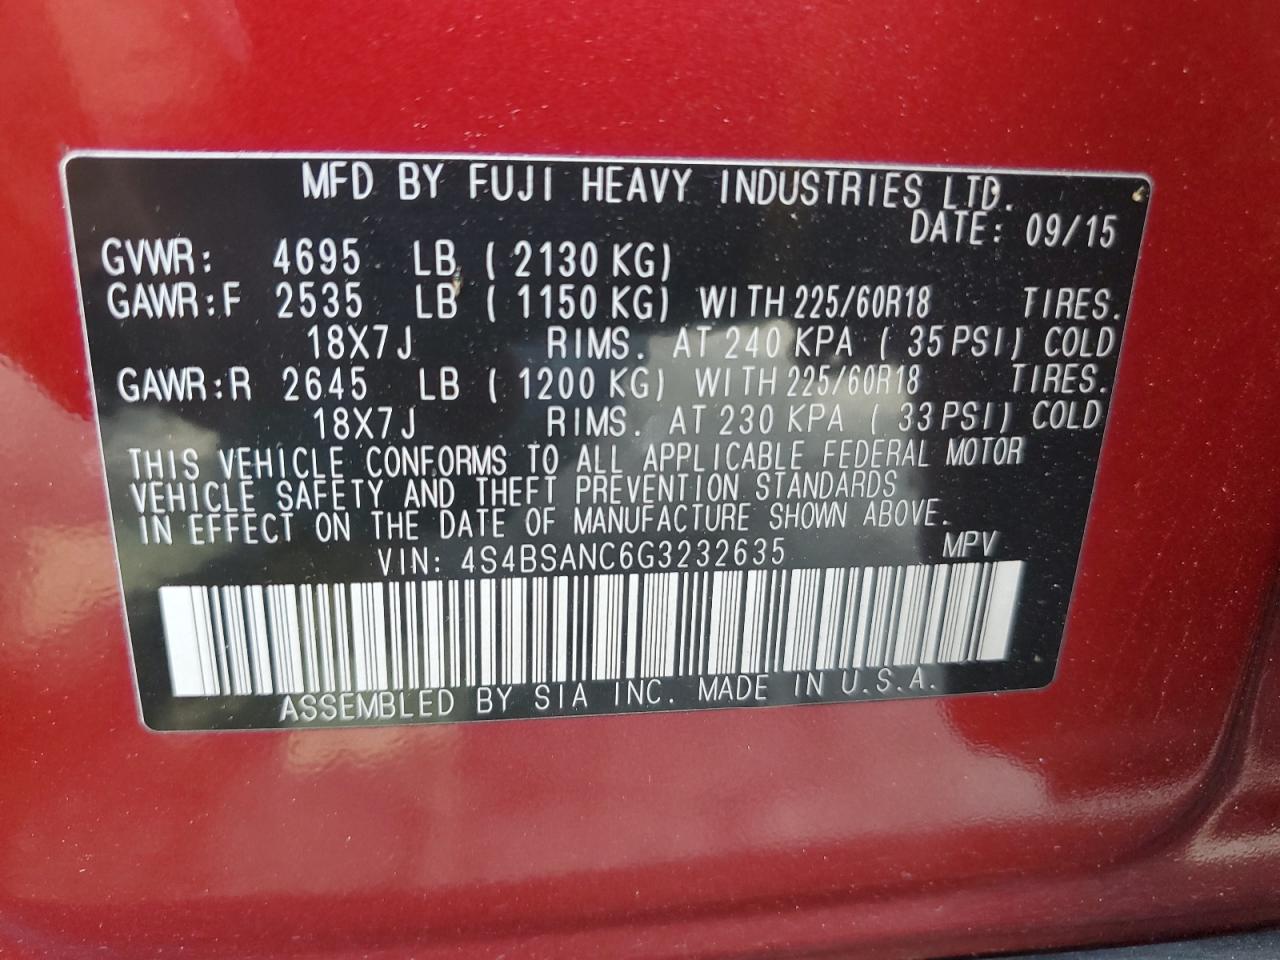 MFD BY FUJI HEAVY INDUSTRIES LTD.
DATE: 09/15
GVWR: 4695 LB ( 2130 KG)
GAWR:F 2535 LB ( 1150 KG) WITH 225/60R18 TIRES.
18X7J RIMS. AT 240 KPA ( 35 PSI) COLD
GAWR:R 2645 LB ( 1200 KG) WITH 225/60R18 TIRES.
18X7J RIMS. AT 230 KPA ( 33 PSI) COLD
THIS VEHICLE CONFORMS TO ALL APPLICABLE FEDERAL MOTOR
VEHICLE SAFETY AND THEFT PREVENTION STANDARDS
IN EFFECT ON THE DATE OF MANUFACTURE SHOWN ABOVE.
VIN: 4S4BSANC6G3232635 MPV
ASSEMBLED BY SIA INC. MADE IN U.S.A.